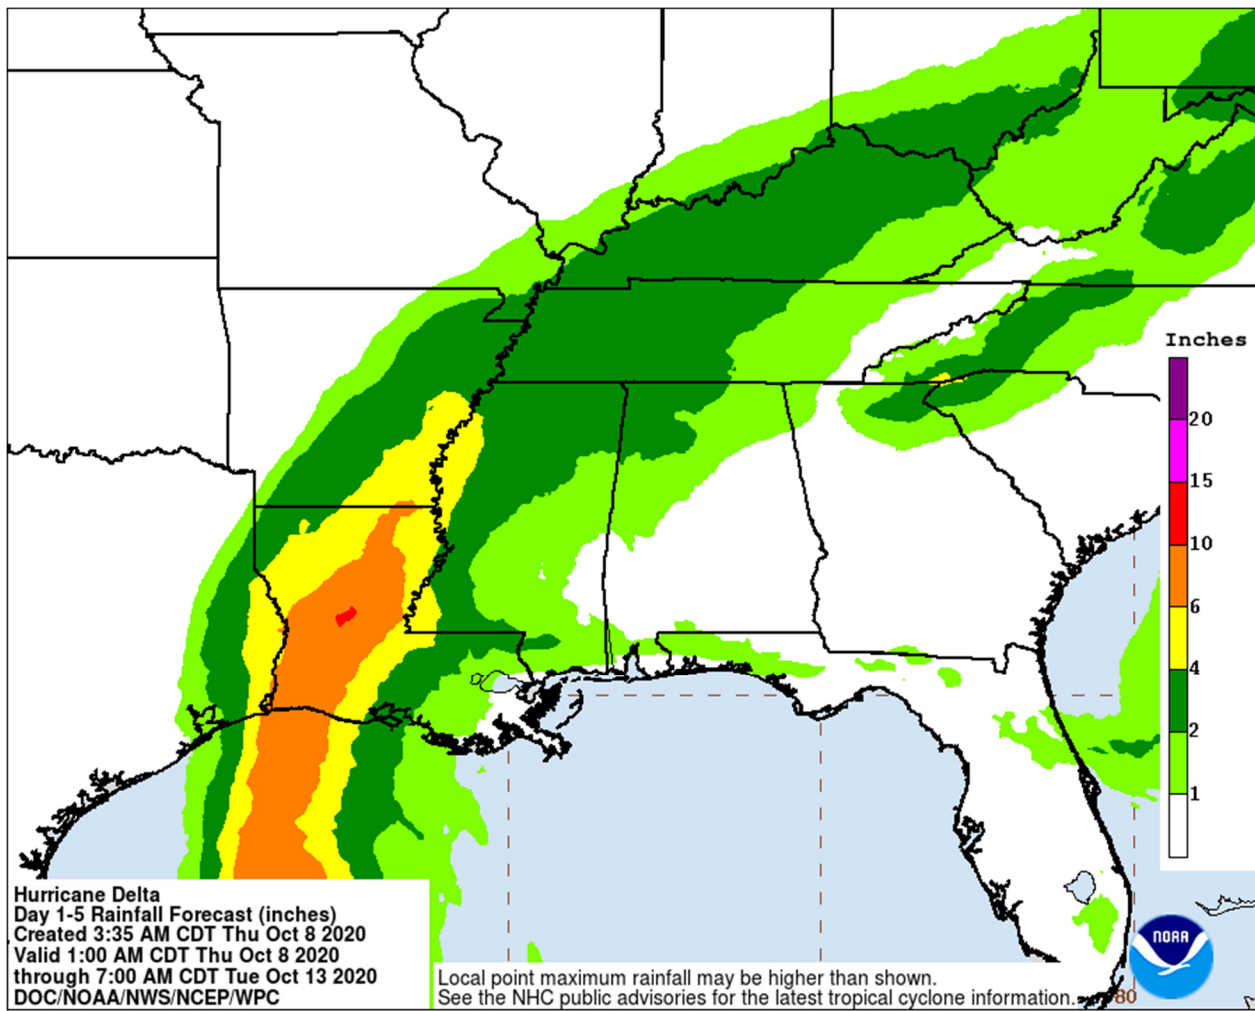 Inches
20
15
10
6
4
2
1
Hurricane Delta
Day 1-5 Rainfall Forecast (inches)
Created 3:35 AM CDT Thu Oct 8 2020
Valid 1:00 AM CDT Thu Oct 8 2020
through 7:00 AM CDT Tue Oct 13 2020
DOC/NOAA/NWS/NCEP/WPC
Local point maximum rainfall may be higher than shown.
See the NHC public advisories for the latest tropical cyclone information.
80
NOAA